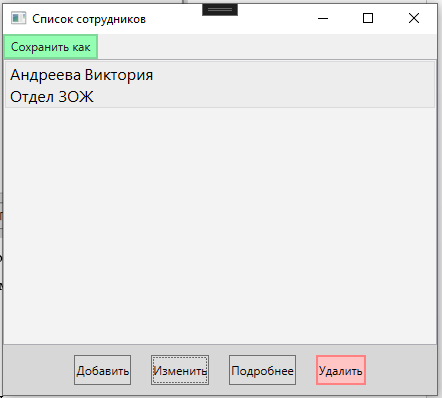 Список сотрудников
Сохранить как
Андреева Виктория
Отдел ЗОЖ
Добавить
Изменить
Подробнее
Удалить